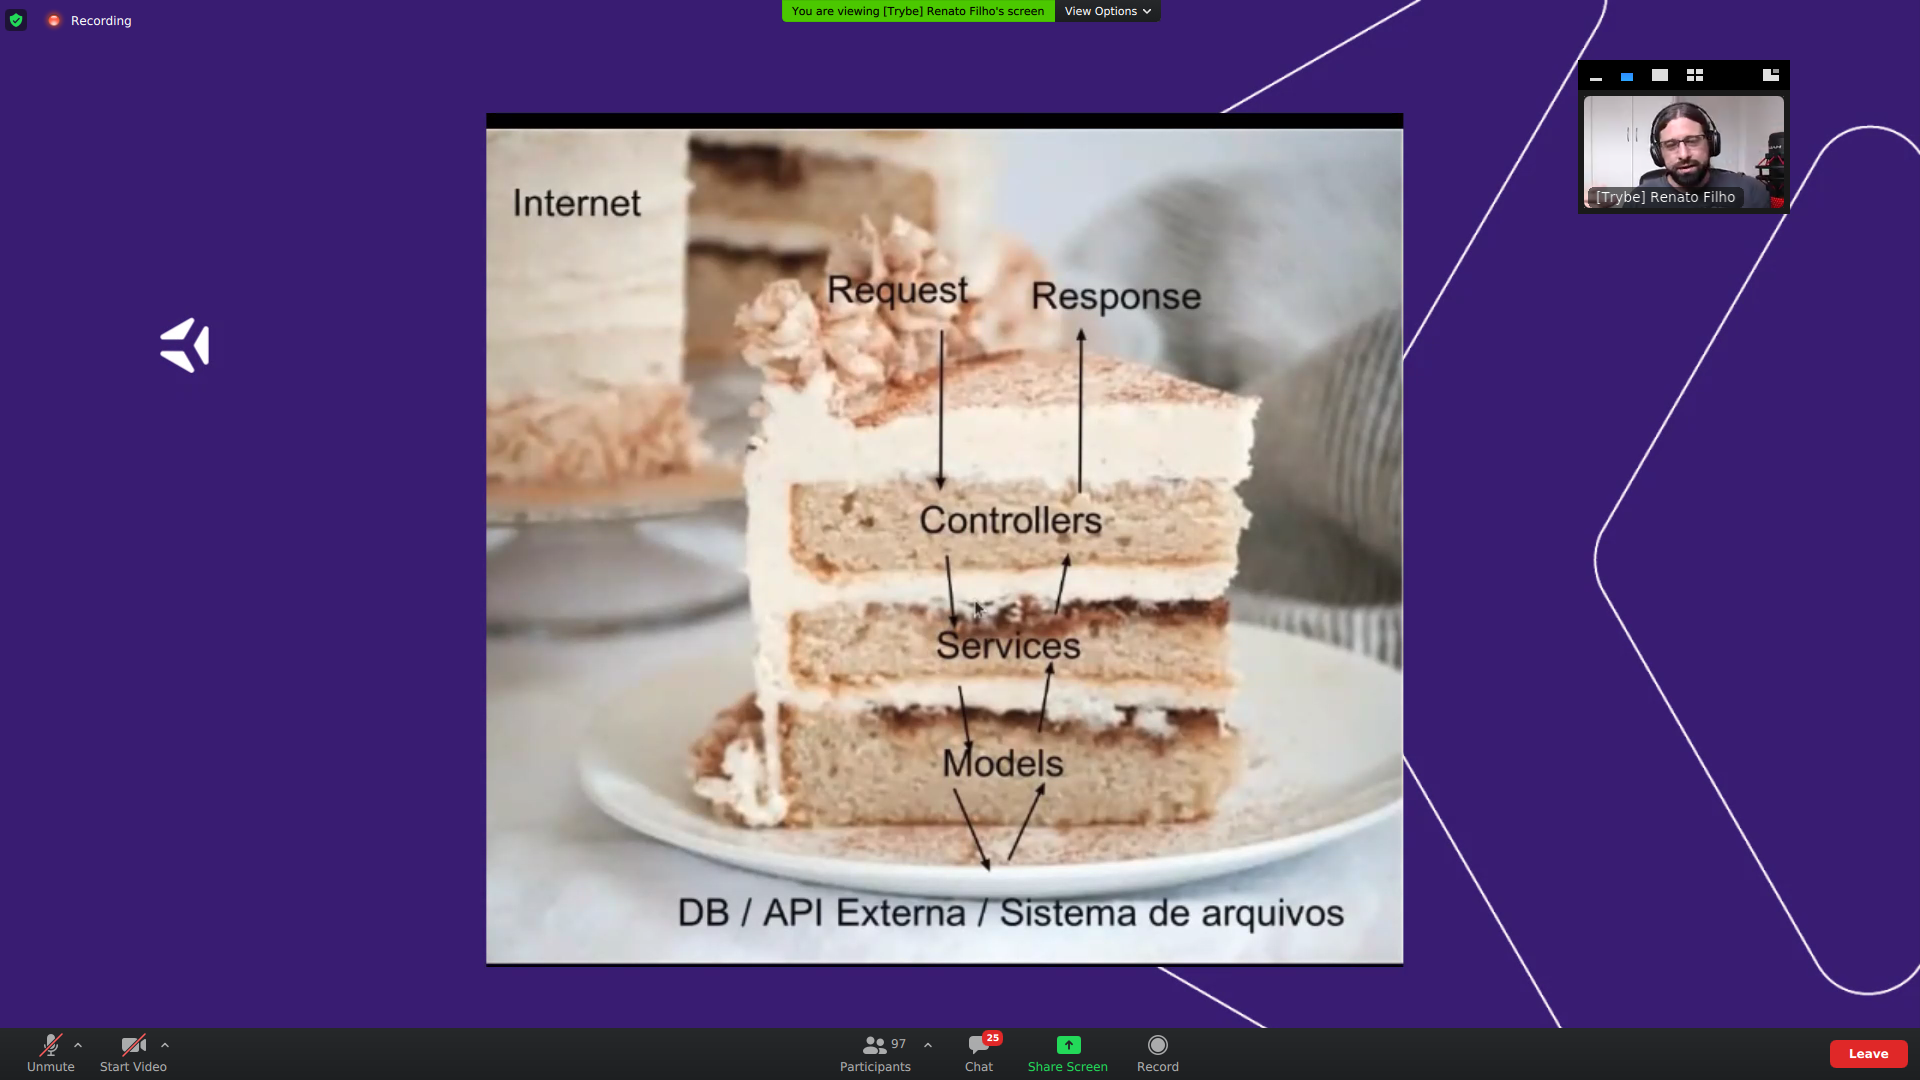 Recording
You are viewing [Trybe] Renato Filho's screen
View Options
[Trybe] Renato Filho
Internet
Request
Response
Controllers
Services
Models
DB / API Externa / Sistema de arquivos
Unmute
Start Video
97
Participants
25
Chat
Share Screen
Record
Leave